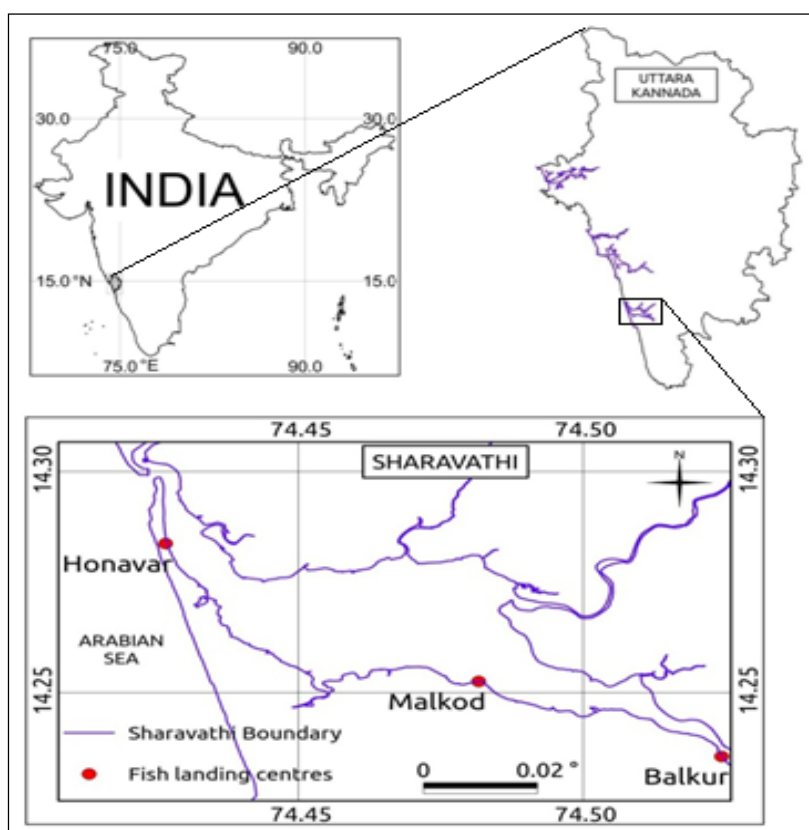 75.0
90.0
UTTARA
KANNADA
30.0
30.0
INDIA
15.0°N
15.0
75.0°E
90.0
74.45
74.50
14.30
SHARAVATHI
N
14.30
Honavar
ARABIAN
SEA
14.25
Malkod
14.25
Sharavathi Boundary
Fish landing centres
0
0.02°
Balkur
74.45
74.50